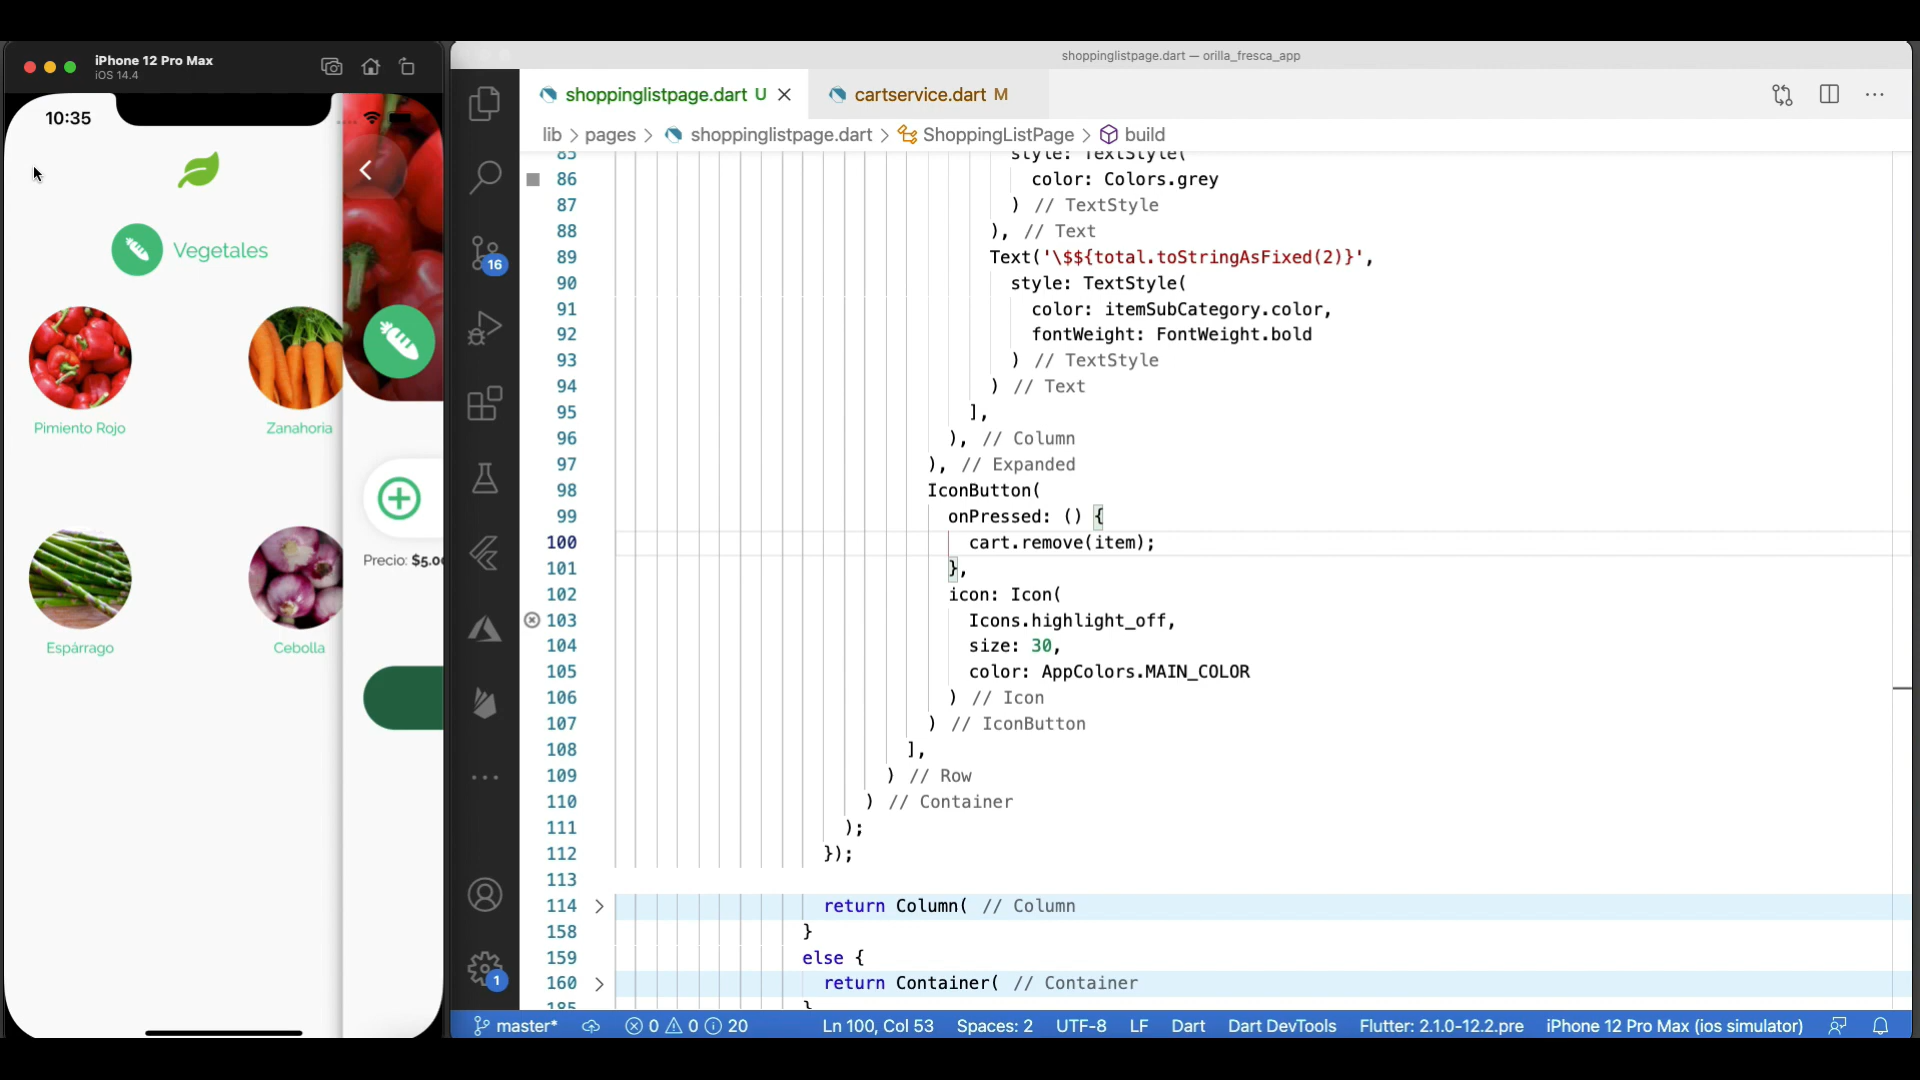 iPhone 12 Pro Max
iOS 14.4
10:35
Vegetales
Pimiento Rojo
Zanahoria
Espárrago
Cebolla
Precio: $5.00
shoppinglistpage.dart — orilla_fresca_app
shoppinglistpage.dart U
cartservice.dart M
lib > pages > shoppinglistpage.dart > ShoppingListPage > build
16
1
85 style: TextStyle(
86 color: Colors.grey
87 ) // TextStyle
88 ), // Text
89 Text('\$${total.toStringAsFixed(2)}',
90 style: TextStyle(
91 color: itemSubCategory.color,
92 fontWeight: FontWeight.bold
93 ) // TextStyle
94 ) // Text
95 ],
96 ), // Column
97 ), // Expanded
98 IconButton(
99 onPressed: () {
100 cart.remove(item);
101 },
102 icon: Icon(
103 Icons.highlight_off,
104 size: 30,
105 color: AppColors.MAIN_COLOR
106 ) // Icon
107 ) // IconButton
108 ],
109 ) // Row
110 ) // Container
111 );
112 });
113
114 return Column( // Column
158 }
159 else {
160 return Container( // Container
185 }
master* 0 0 20 Ln 100, Col 53 Spaces: 2 UTF-8 LF Dart Dart DevTools Flutter: 2.1.0-12.2.pre iPhone 12 Pro Max (ios simulator)